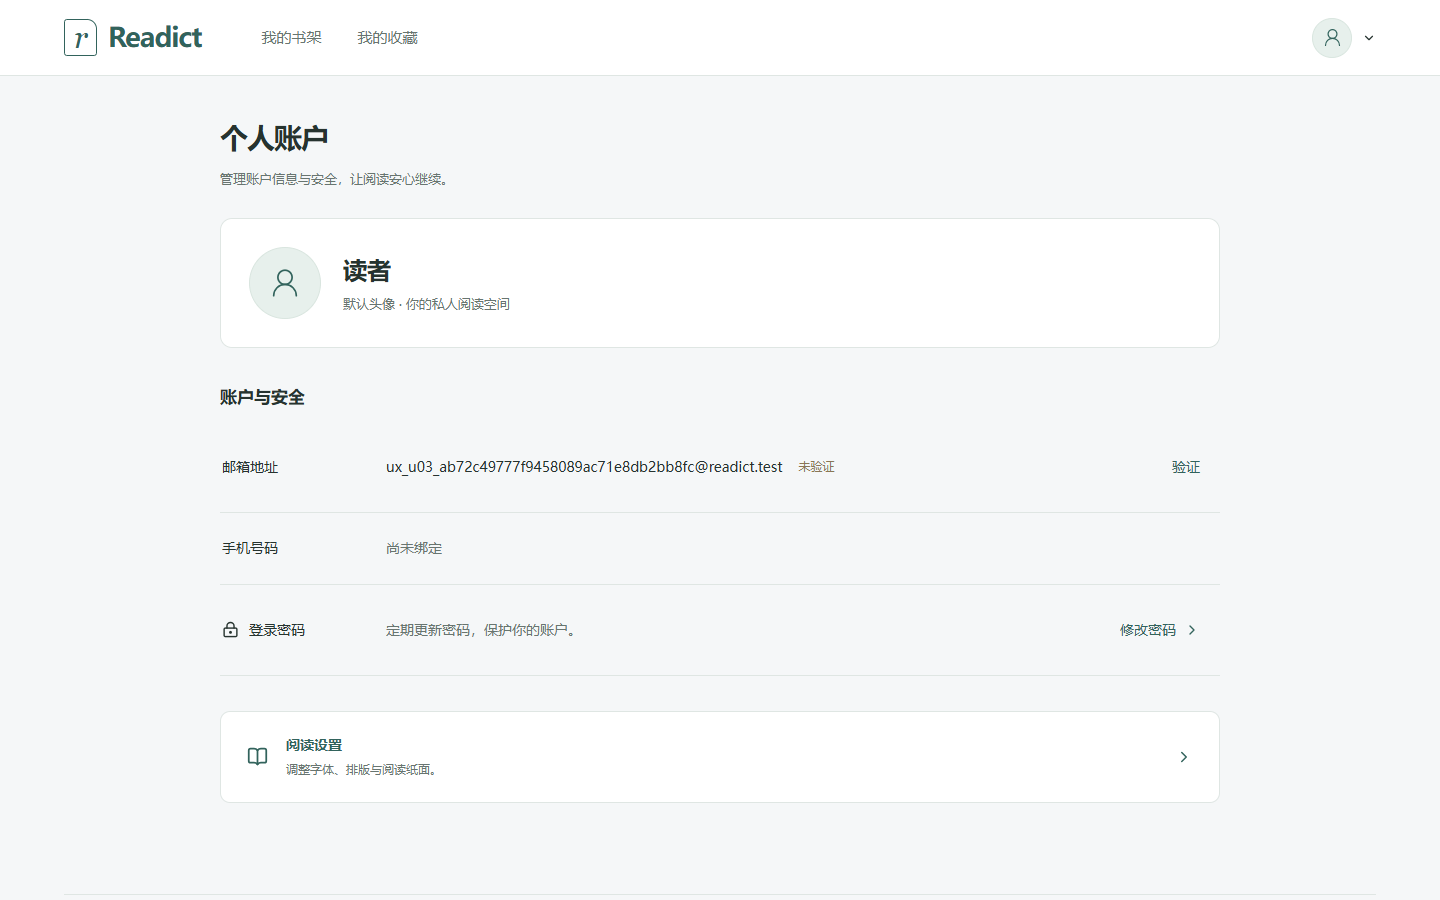 r Readict 我的书架 我的收藏
个人账户
管理账户信息与安全，让阅读安心继续。
读者
默认头像 · 你的私人阅读空间
账户与安全
邮箱地址 ux_u03_ab72c49777f9458089ac71e8db2bb8fc@readict.test 未验证 验证
手机号码 尚未绑定
登录密码 定期更新密码，保护你的账户。 修改密码
阅读设置
调整字体、排版与阅读纸面。